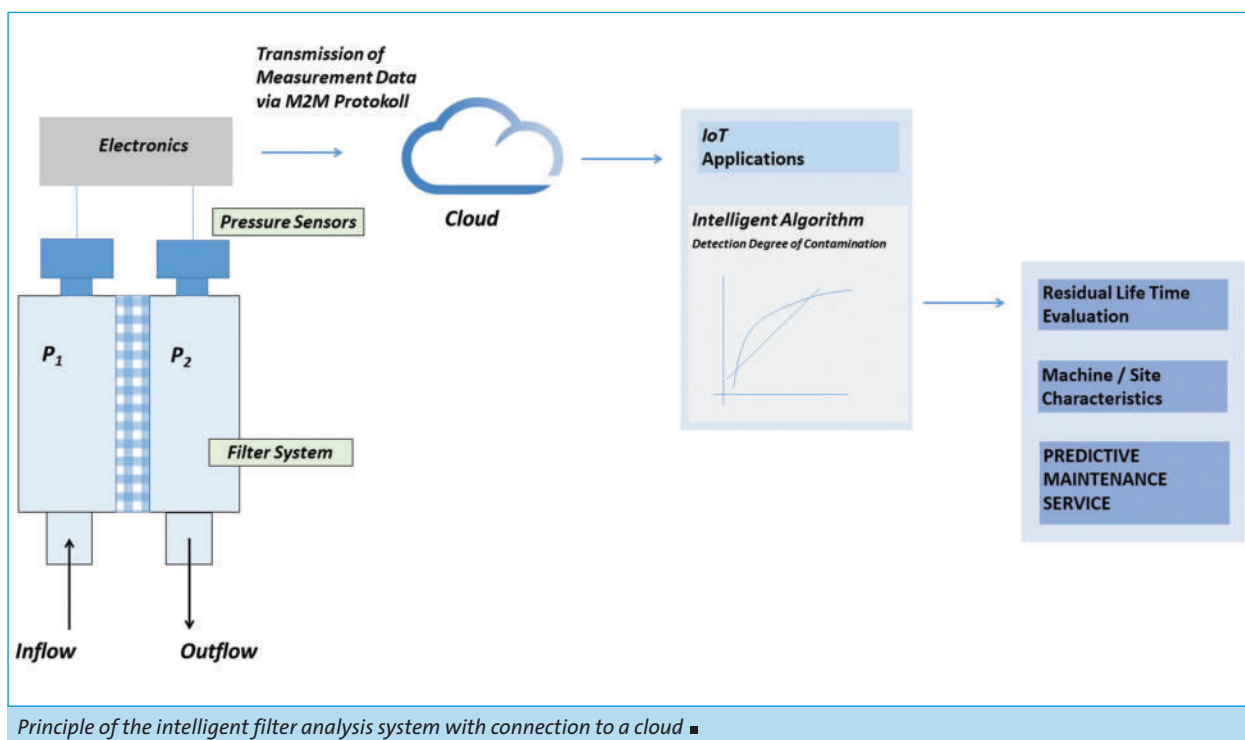 Transmission of
Measurement Data
via M2M Protokoll
Electronics
Pressure Sensors
Cloud
P1
P2
Filter System
Inflow
Outflow
IoT
Applications
Intelligent Algorithm
Detection Degree of Contamination
Residual Life Time
Evaluation
Machine / Site
Characteristics
PREDICTIVE
MAINTENANCE
SERVICE
Principle of the intelligent filter analysis system with connection to a cloud ■